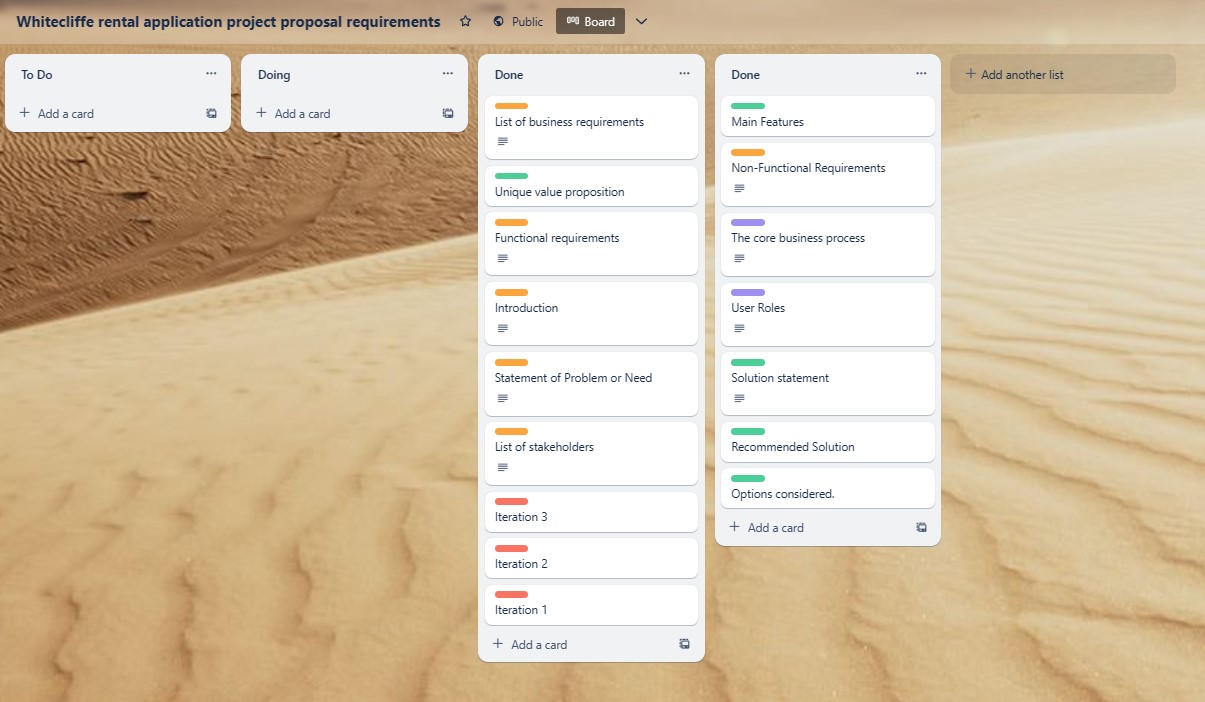 Whitecliffe rental application project proposal requirements
Public
Board
To Do
Add a card
Doing
Add a card
Done
List of business requirements
Unique value proposition
Functional requirements
Introduction
Statement of Problem or Need
List of stakeholders
Iteration 3
Iteration 2
Iteration 1
Add a card
Done
Main Features
Non-Functional Requirements
The core business process
User Roles
Solution statement
Recommended Solution
Options considered.
Add a card
Add another list